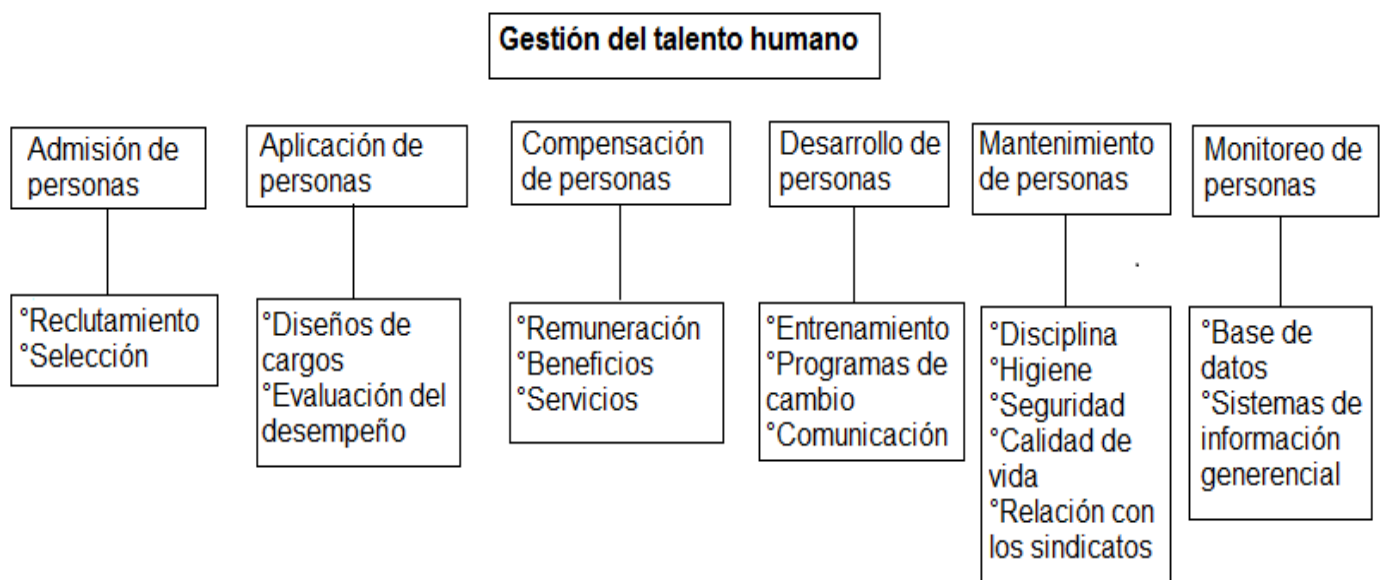 Gestión del talento humano
Admisión de
personas
Aplicación de
personas
Compensación
de personas
Desarrollo de
personas
Mantenimiento
de personas
Monitoreo de
personas
°Reclutamiento
°Selección
°Diseños de
cargos
°Evaluación del
desempeño
°Remuneración
°Beneficios
°Servicios
°Entrenamiento
°Programas de
cambio
°Comunicación
°Disciplina
°Higiene
°Seguridad
°Calidad de
vida
°Relación con
los sindicatos
°Base de
datos
°Sistemas de
información
generencial